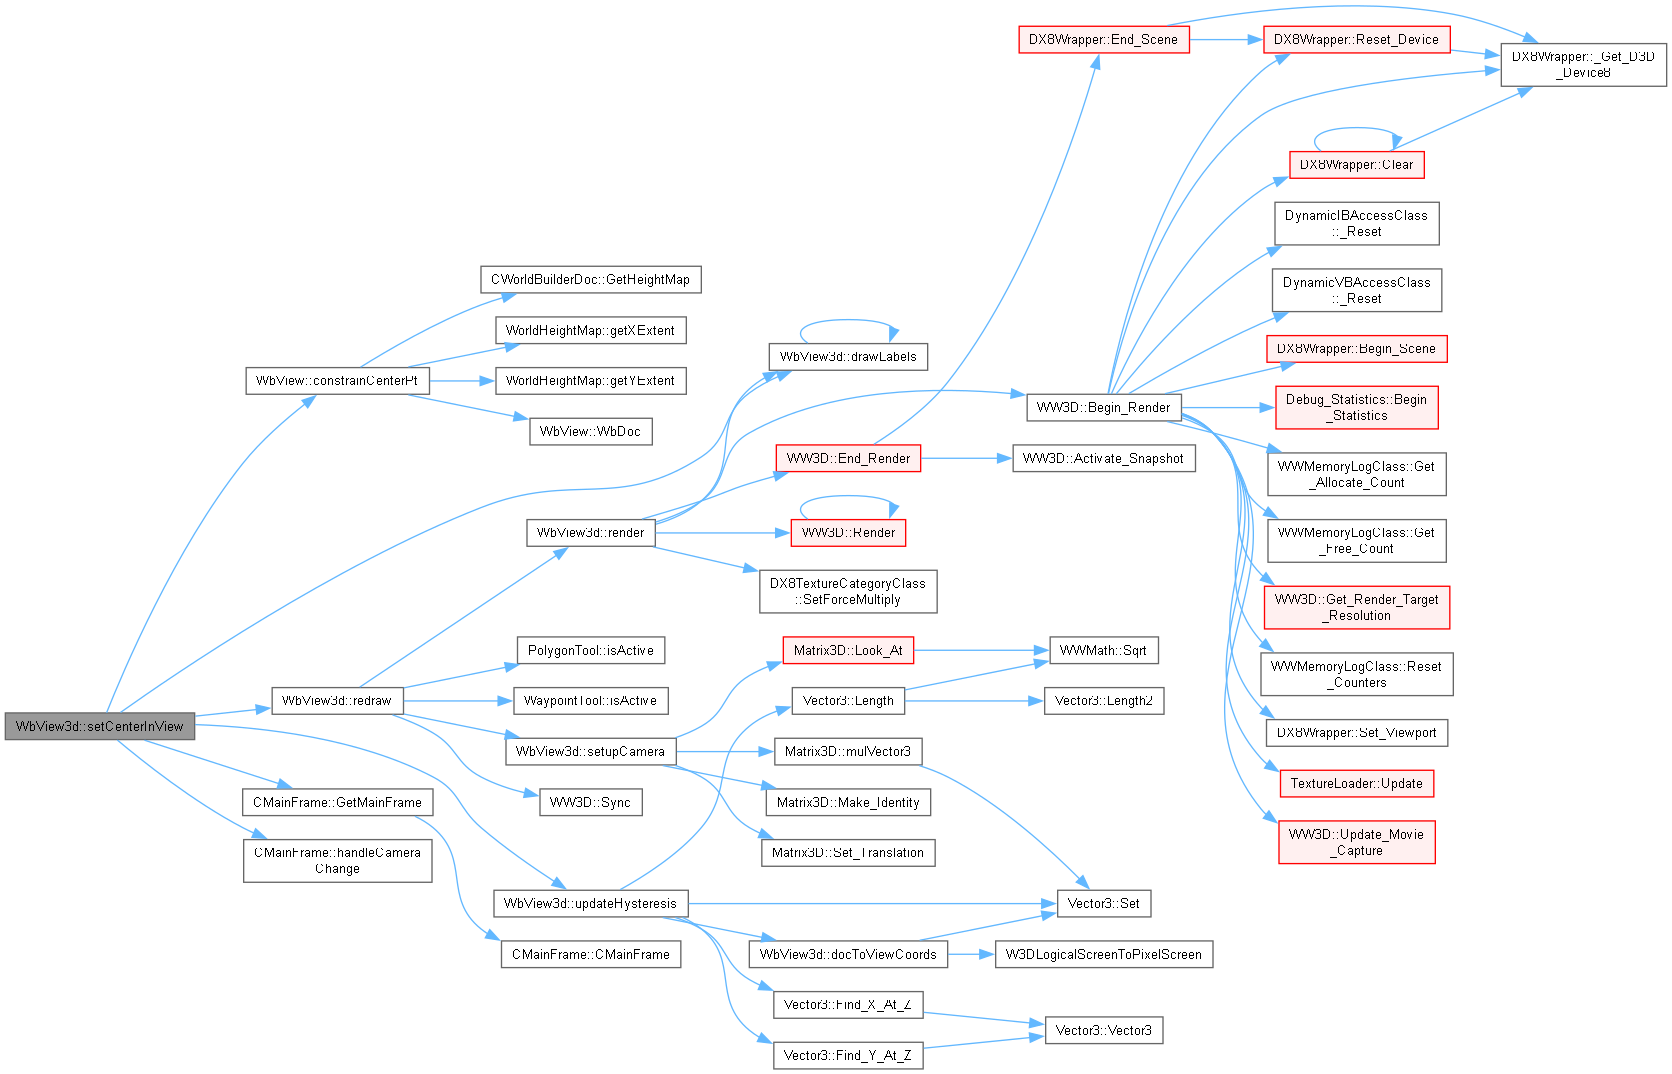 WbView3d::setCenterInView
WbView::constrainCenterPt
CWorldBuilderDoc::GetHeightMap
WorldHeightMap::getXExtent
WorldHeightMap::getYExtent
WbView::WbDoc
WbView3d::drawLabels
WbView3d::redraw
WbView3d::render
WW3D::Begin_Render
DX8Wrapper::_Get_D3D
_Device8
DX8Wrapper::Reset_Device
DX8Wrapper::Clear
DynamicIBAccessClass
::_Reset
DynamicVBAccessClass
::_Reset
DX8Wrapper::Begin_Scene
Debug_Statistics::Begin
_Statistics
WWMemoryLogClass::Get
_Allocate_Count
WWMemoryLogClass::Get
_Free_Count
WW3D::Get_Render_Target
_Resolution
WWMemoryLogClass::Reset
_Counters
DX8Wrapper::Set_Viewport
TextureLoader::Update
WW3D::Update_Movie
_Capture
WW3D::End_Render
DX8Wrapper::End_Scene
WW3D::Activate_Snapshot
WW3D::Render
DX8TextureCategoryClass
::SetForceMultiply
PolygonTool::isActive
WaypointTool::isActive
WbView3d::setupCamera
Matrix3D::Look_At
WWMath::Sqrt
Matrix3D::mulVector3
Matrix3D::Make_Identity
Matrix3D::Set_Translation
WW3D::Sync
CMainFrame::GetMainFrame
CMainFrame::CMainFrame
CMainFrame::handleCamera
Change
WbView3d::updateHysteresis
Vector3::Length
Vector3::Length2
Vector3::Set
WbView3d::docToViewCoords
W3DLogicalScreenToPixelScreen
Vector3::Find_X_At_Z
Vector3::Find_Y_At_Z
Vector3::Vector3